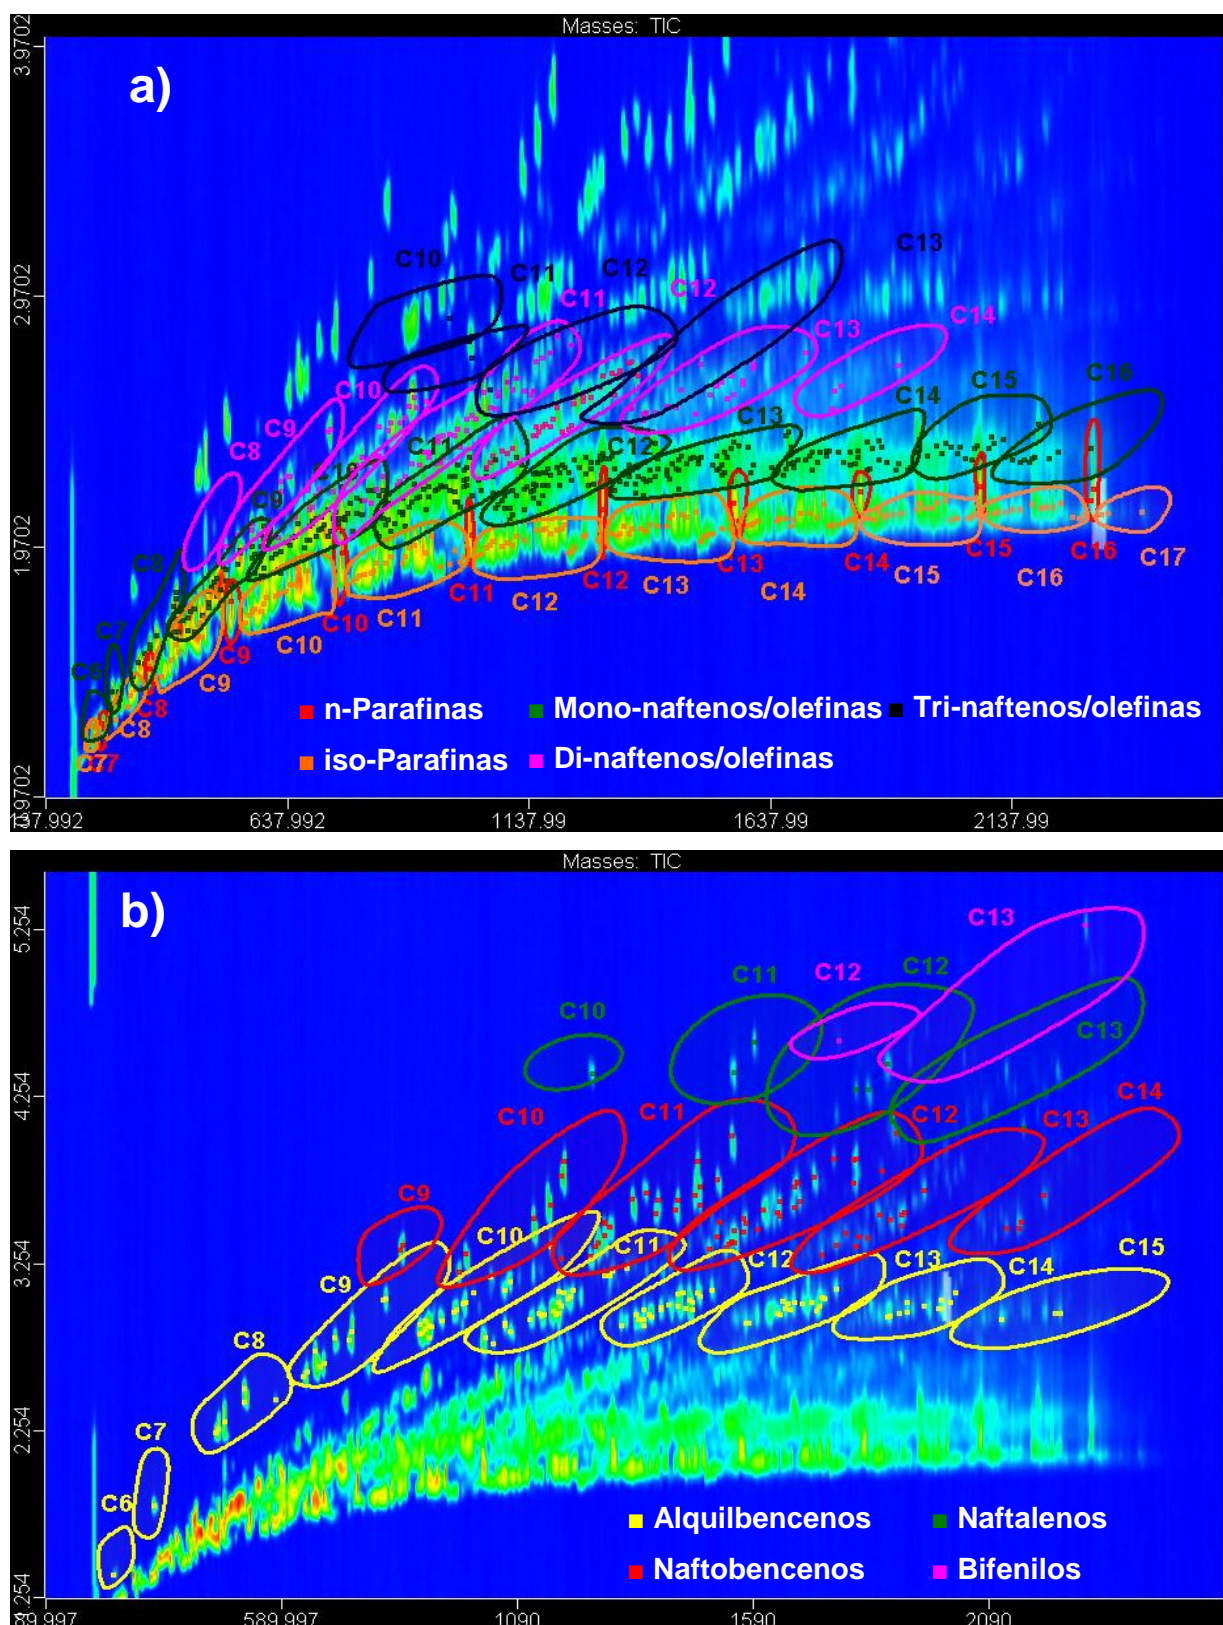 Masses: TIC
3.9702
a)
C13
C10
C11
C12
2.9702
C11
C12
C13
C14
C10
C9
C8
C16
C15
C14
C13
C12
C11
C10
C9
C8
C7
C6
1.9702
C17
C16
C15
C14
C13
C12
C11
C10
C9
C8
C7
C16
C15
C14
C13
C12
C11
C10
C9
C8
n-Parafinas
Mono-naftenos/olefinas
Tri-naftenos/olefinas
iso-Parafinas
Di-naftenos/olefinas
637.992
1137.99
1637.99
2137.99
Masses: TIC
b)
5.254
C13
C12
C12
C11
C10
C13
4.254
C14
C13
C12
C11
C10
C9
3.254
C15
C14
C13
C12
C11
C10
C9
C8
2.254
C7
C6
Alquilbencenos
Naftalenos
Naftobencenos
Bifenilos
589.997
1090
1590
2090